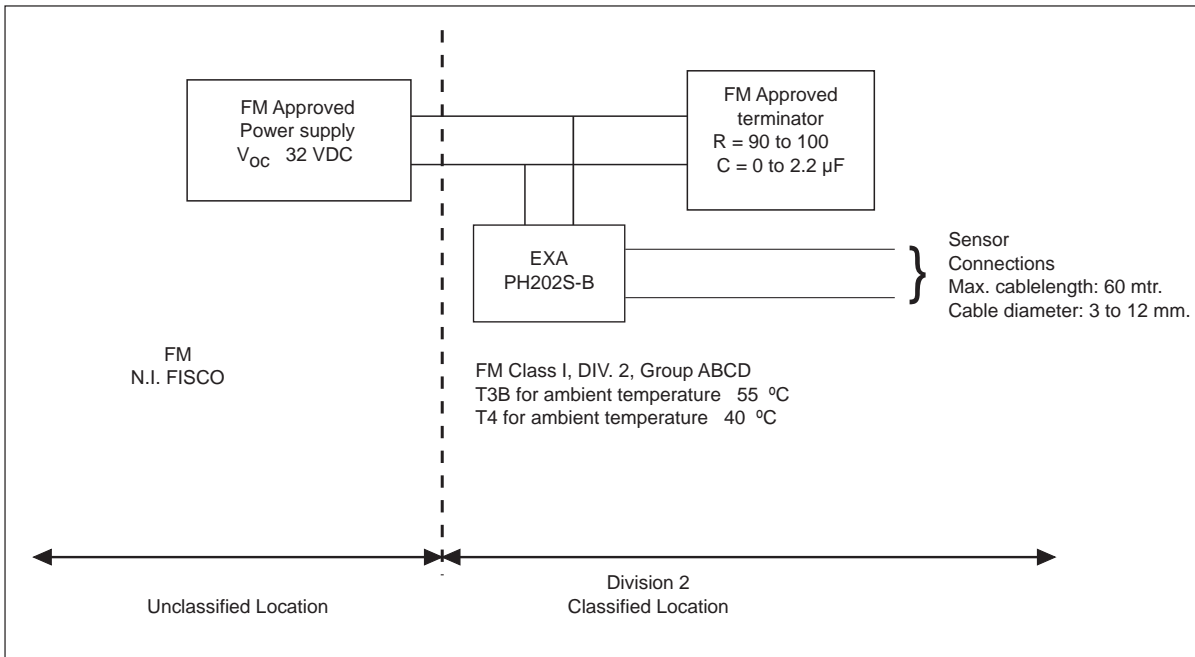 FM Approved
Power supply
VOC 32 VDC
FM Approved
terminator
R = 90 to 100
C = 0 to 2.2 µF
EXA
PH202S-B
}
Sensor
Connections
Max. cablelength: 60 mtr.
Cable diameter: 3 to 12 mm.
FM
N.I. FISCO
FM Class I, DIV. 2, Group ABCD
T3B for ambient temperature 55 ºC
T4 for ambient temperature 40 ºC
Unclassified Location
Division 2
Classified Location